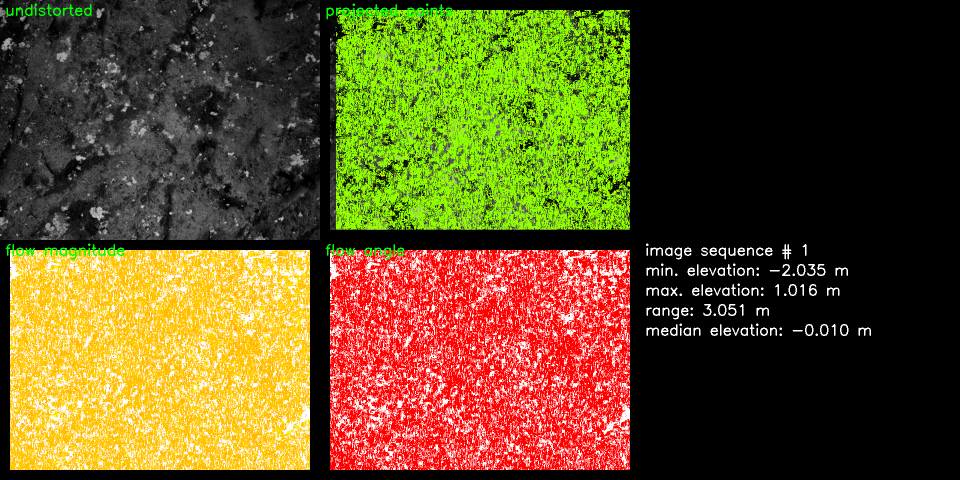 undistorted
projected points
flow magnitude
flow angle
image sequence # 1
min. elevation: -2.035 m
max. elevation: 1.016 m
range: 3.051 m
median elevation: -0.010 m